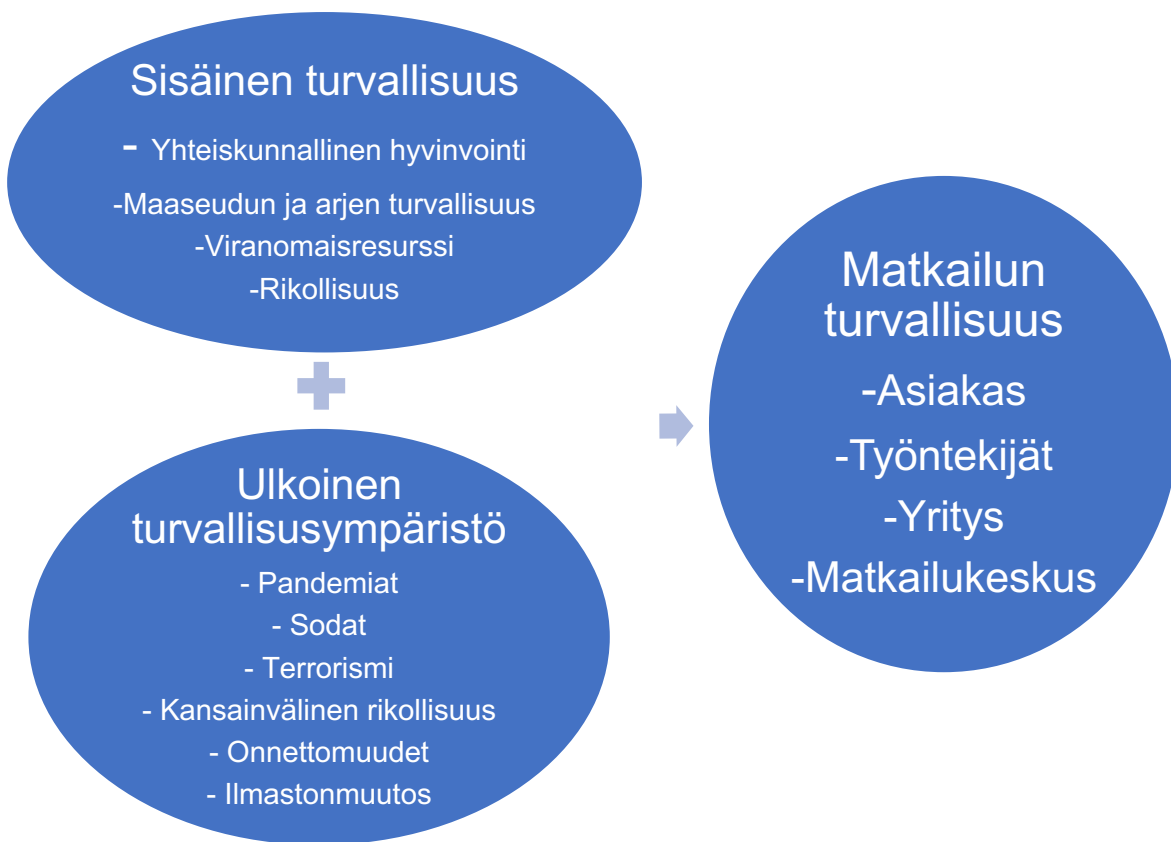 Sisäinen turvallisuus
- Yhteiskunnallinen hyvinvointi
-Maaseudun ja arjen turvallisuus
-Viranomaisresurssi
-Rikollisuus
Ulkoinen
turvallisusympäristö
- Pandemiat
- Sodat
- Terrorismi
- Kansainvälinen rikollisuus
- Onnettomuudet
- Ilmastonmuutos
Matkailun
turvallisuus
-Asiakas
-Työntekijät
-Yritys
-Matkailukeskus